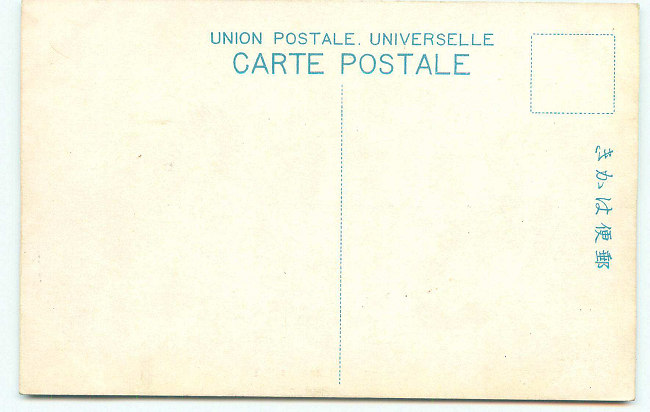 UNION POSTALE. UNIVERSELLE
CARTE POSTALE
郵便はかき